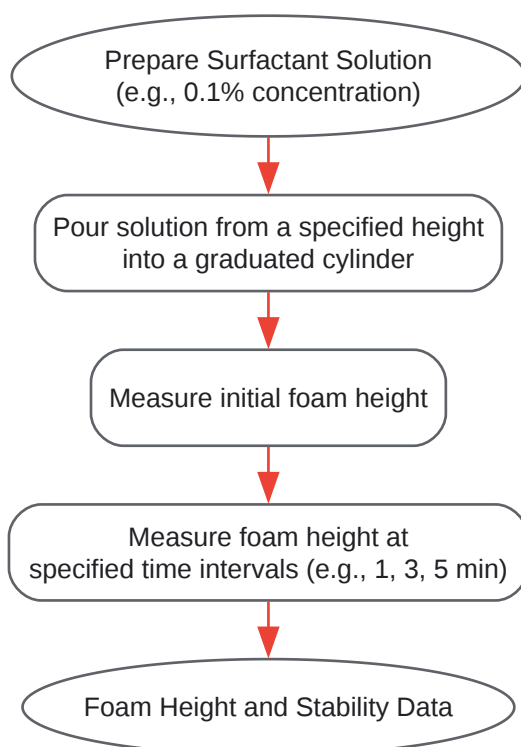 Prepare Surfactant Solution
(e.g., 0.1% concentration)
Pour solution from a specified height
into a graduated cylinder
Measure initial foam height
Measure foam height at
specified time intervals (e.g., 1, 3, 5 min)
Foam Height and Stability Data